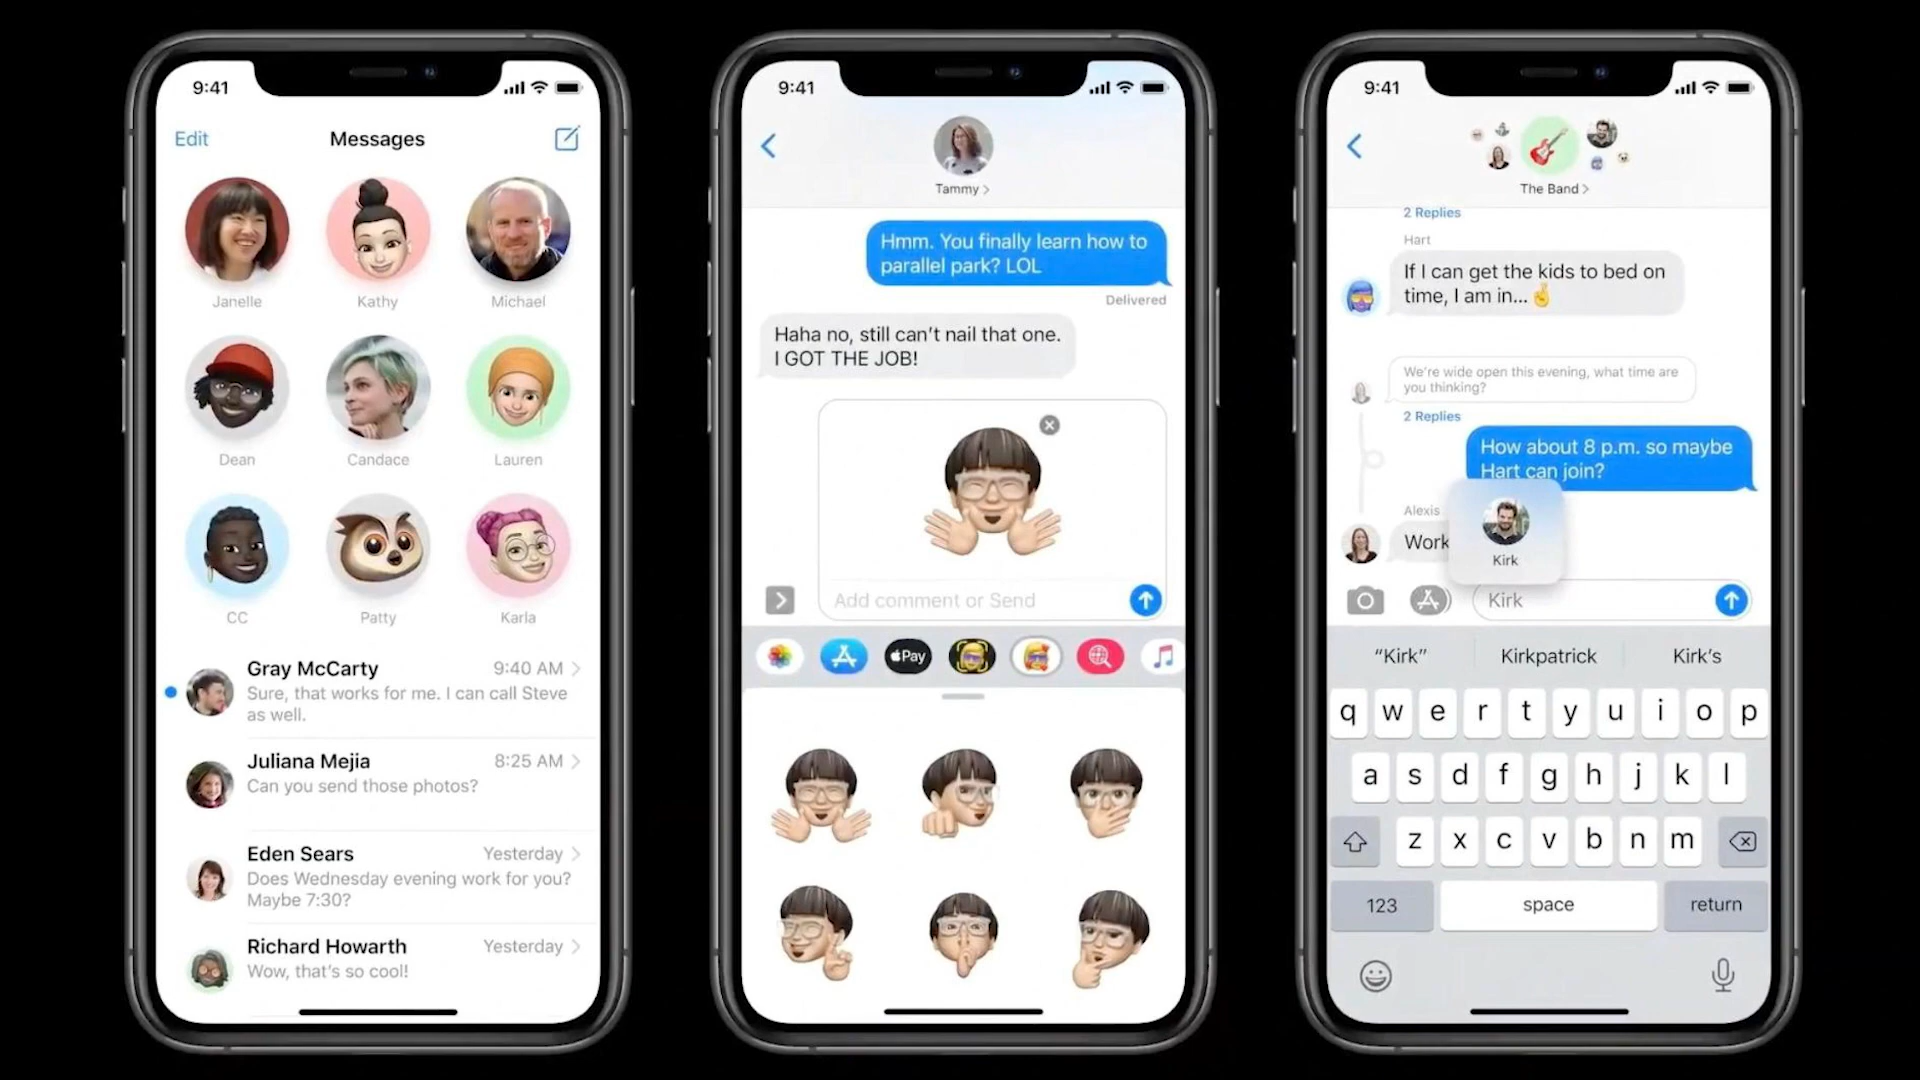 9:41
Edit
Messages
Janelle
Kathy
Michael
Dean
Candace
Lauren
CC
Patty
Karla
Gray McCarty
9:40 AM
Sure, that works for me. I can call Steve
as well.
Juliana Mejia
8:25 AM
Can you send those photos?
Eden Sears
Yesterday
Does Wednesday evening work for you?
Maybe 7:30?
Richard Howarth
Yesterday
Wow, that's so cool!
9:41
Tammy
Hmm. You finally learn how to
parallel park? LOL
Delivered
Haha no, still can't nail that one.
I GOT THE JOB!
Add comment or Send
Pay
9:41
The Band
2 Replies
Hart
If I can get the kids to bed on
time, I am in...
We're wide open this evening, what time are
you thinking?
2 Replies
How about 8 p.m. so maybe
Hart can join?
Alexis
Work
Kirk
Kirk
“Kirk”
Kirkpatrick
Kirk's
q w e r t y u i o p
a s d f g h j k l
z x c v b n m
123
space
return